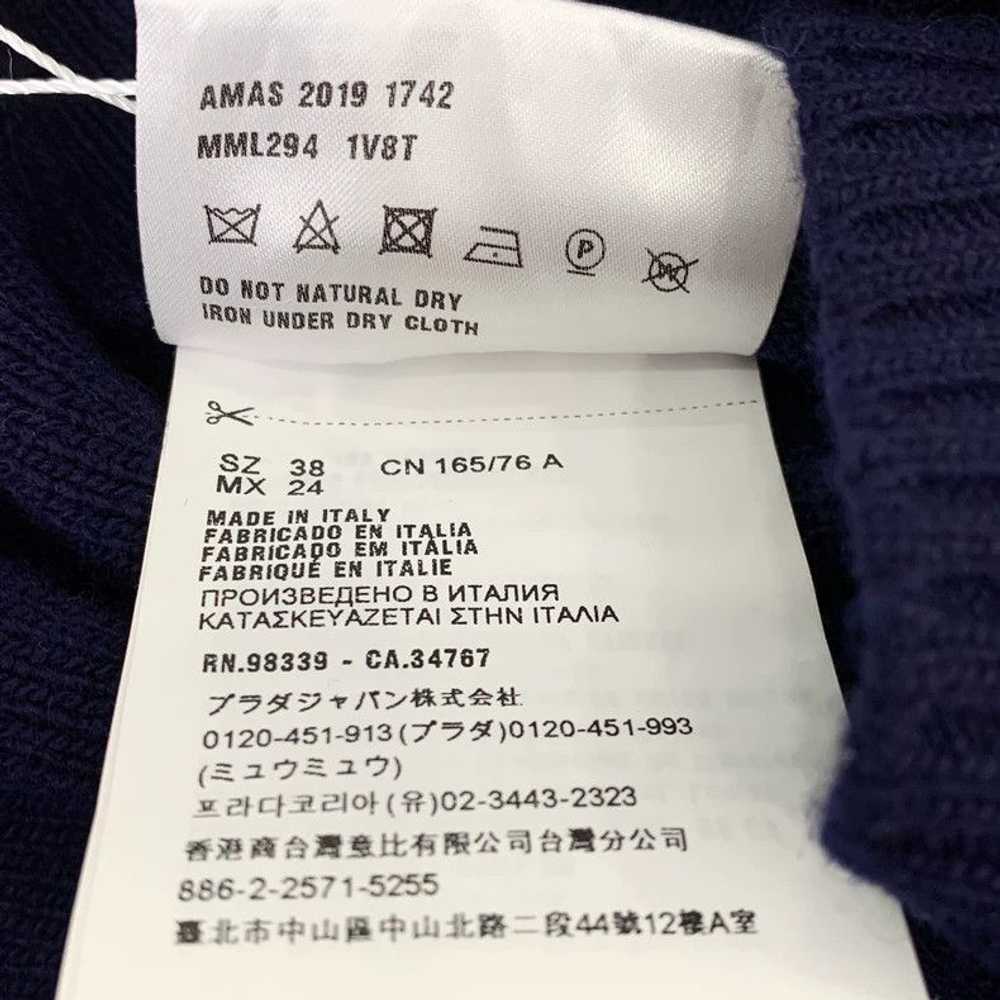 AMAS 2019 1742
MML294 1V8T
P
W
DO NOT NATURAL DRY
IRON UNDER DRY CLOTH
SZ 38 CN 165/76 A
MX 24
MADE IN ITALY
FABRICADO EN ITALIA
FABRICADO EM ITÁLIA
FABRIQUÉ EN ITALIE
ПРОИЗВЕДЕНО В ИТАЛИЯ
ΚΑΤΑΣΚΕΥΑΖΕΤΑΙ ΣΤΗΝ ΙΤΑΛΙΑ
RN.98339 - CA.34767
プラダジャパン株式会社
0120-451-913(プラダ)0120-451-993
(ミュウミュウ)
프라다코리아(유)02-3443-2323
香港商台灣意比有限公司台灣分公司
886-2-2571-5255
臺北市中山區中山北路二段44號12樓A室